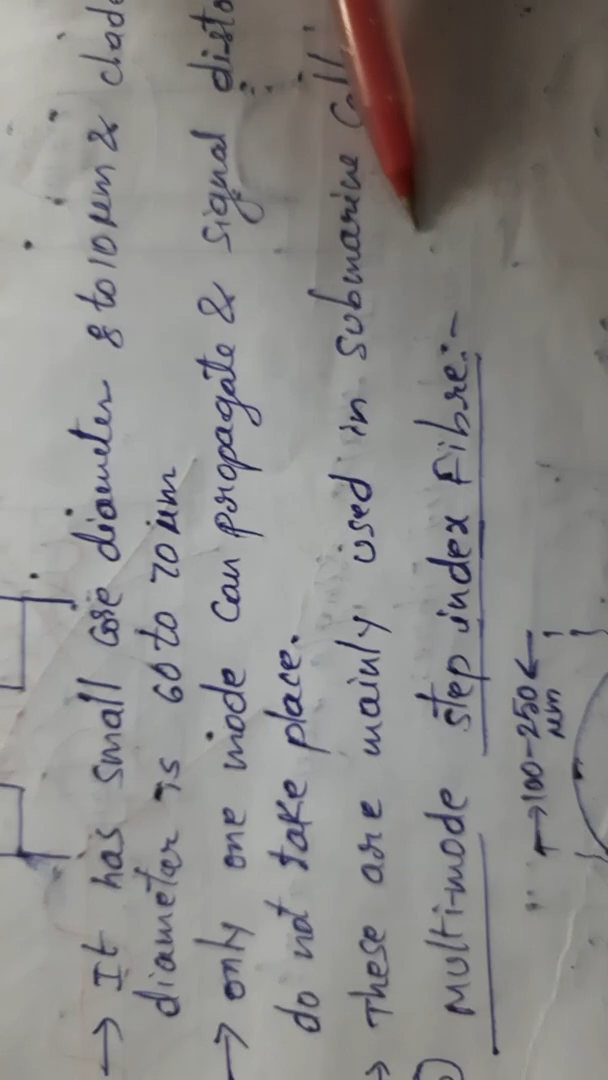 → It has small core diameter 8 to 10 μm &
diameter is 60 to 70 μm
→ only one mode can propagate & signal
do not take place.
These are mainly used in submarine
Multi-mode step index Fibre:-
→100-250←
μm